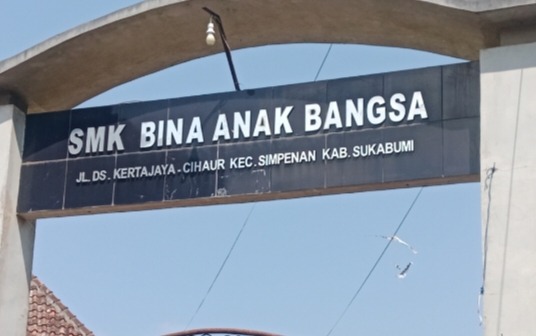 SMK BINA ANAK BANGSA
JL. DS. KERTAJAYA - CIHAUR KEC. SIMPENAN KAB. SUKABUMI